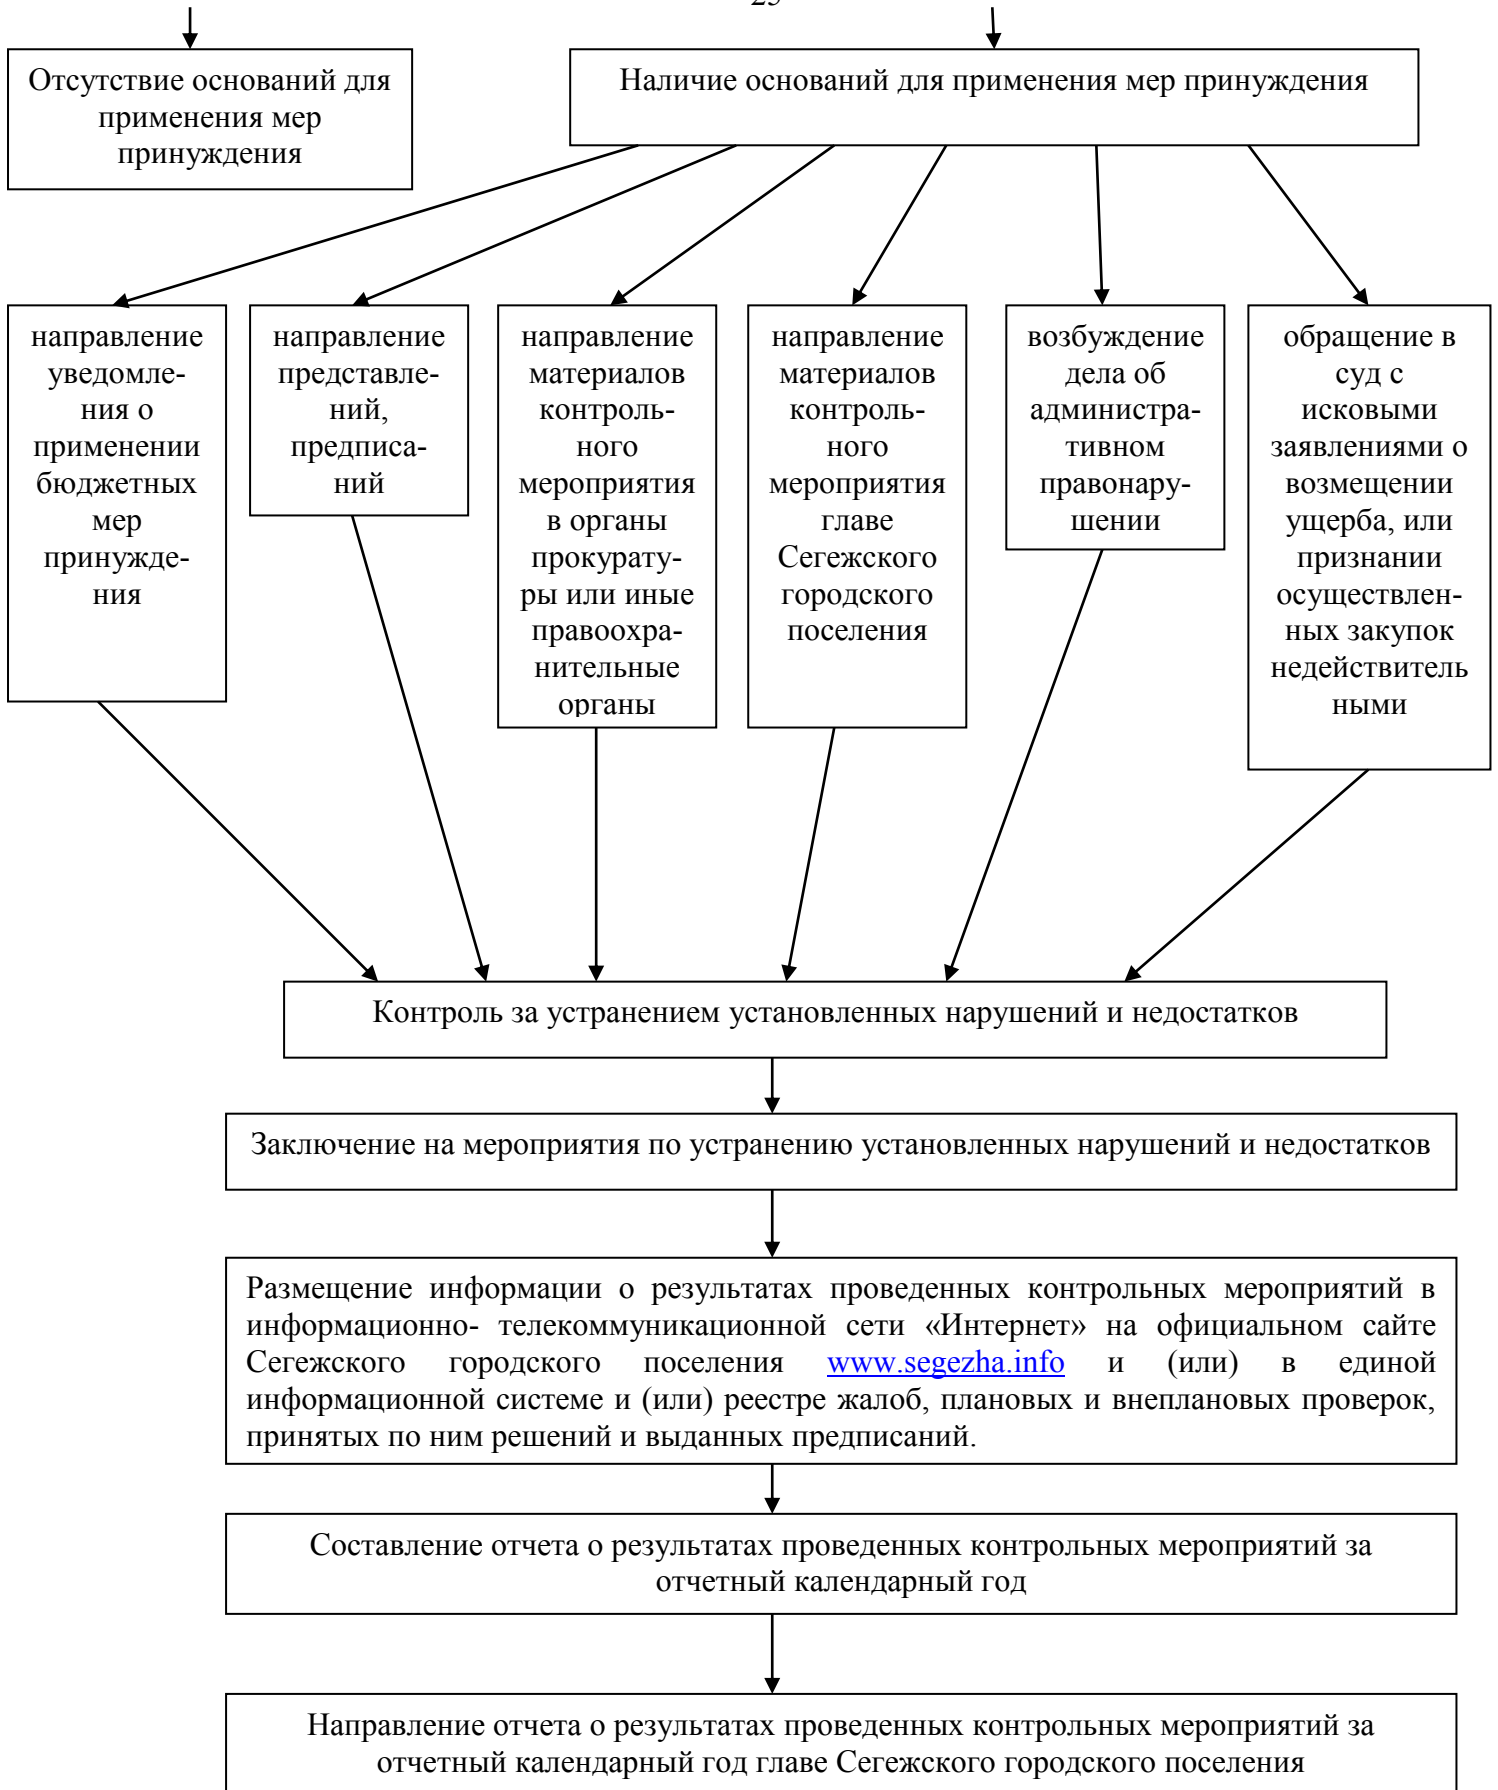 Отсутствие оснований для
применения мер
принуждения
Наличие оснований для применения мер принуждения
направление
уведомле-
ния о
применении
бюджетных
мер
принужде-
ния
направление
представле-
ний,
предписа-
ний
направление
материалов
контроль-
ного
мероприятия
в органы
прокурату-
ры или иные
правоохра-
нительные
органы
направление
материалов
контроль-
ного
мероприятия
главе
Сегежского
городского
поселения
возбуждение
дела об
администра-
тивном
правонару-
шении
обращение в
суд с
исковыми
заявлениями о
возмещении
ущерба, или
признании
осуществлен-
ных закупок
недействитель
ными
Контроль за устранением установленных нарушений и недостатков
Заключение на мероприятия по устранению установленных нарушений и недостатков
Размещение информации о результатах проведенных контрольных мероприятий в
информационно- телекоммуникационной сети «Интернет» на официальном сайте
Сегежского городского поселения www.segezha.info и (или) в единой
информационной системе и (или) реестре жалоб, плановых и внеплановых проверок,
принятых по ним решений и выданных предписаний.
Составление отчета о результатах проведенных контрольных мероприятий за
отчетный календарный год
Направление отчета о результатах проведенных контрольных мероприятий за
отчетный календарный год главе Сегежского городского поселения